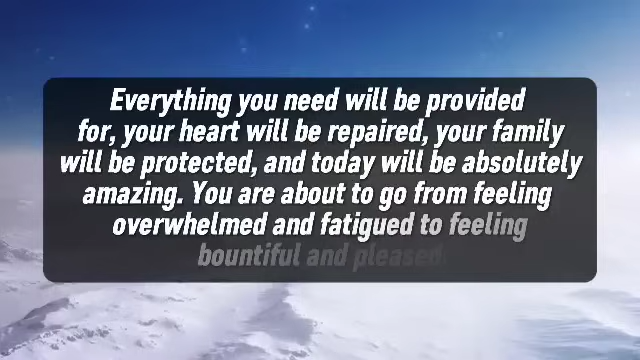 Everything you need will be provided
for, your heart will be repaired, your family
will be protected, and today will be absolutely
amazing. You are about to go from feeling
overwhelmed and fatigued to feeling
bountiful and pleased